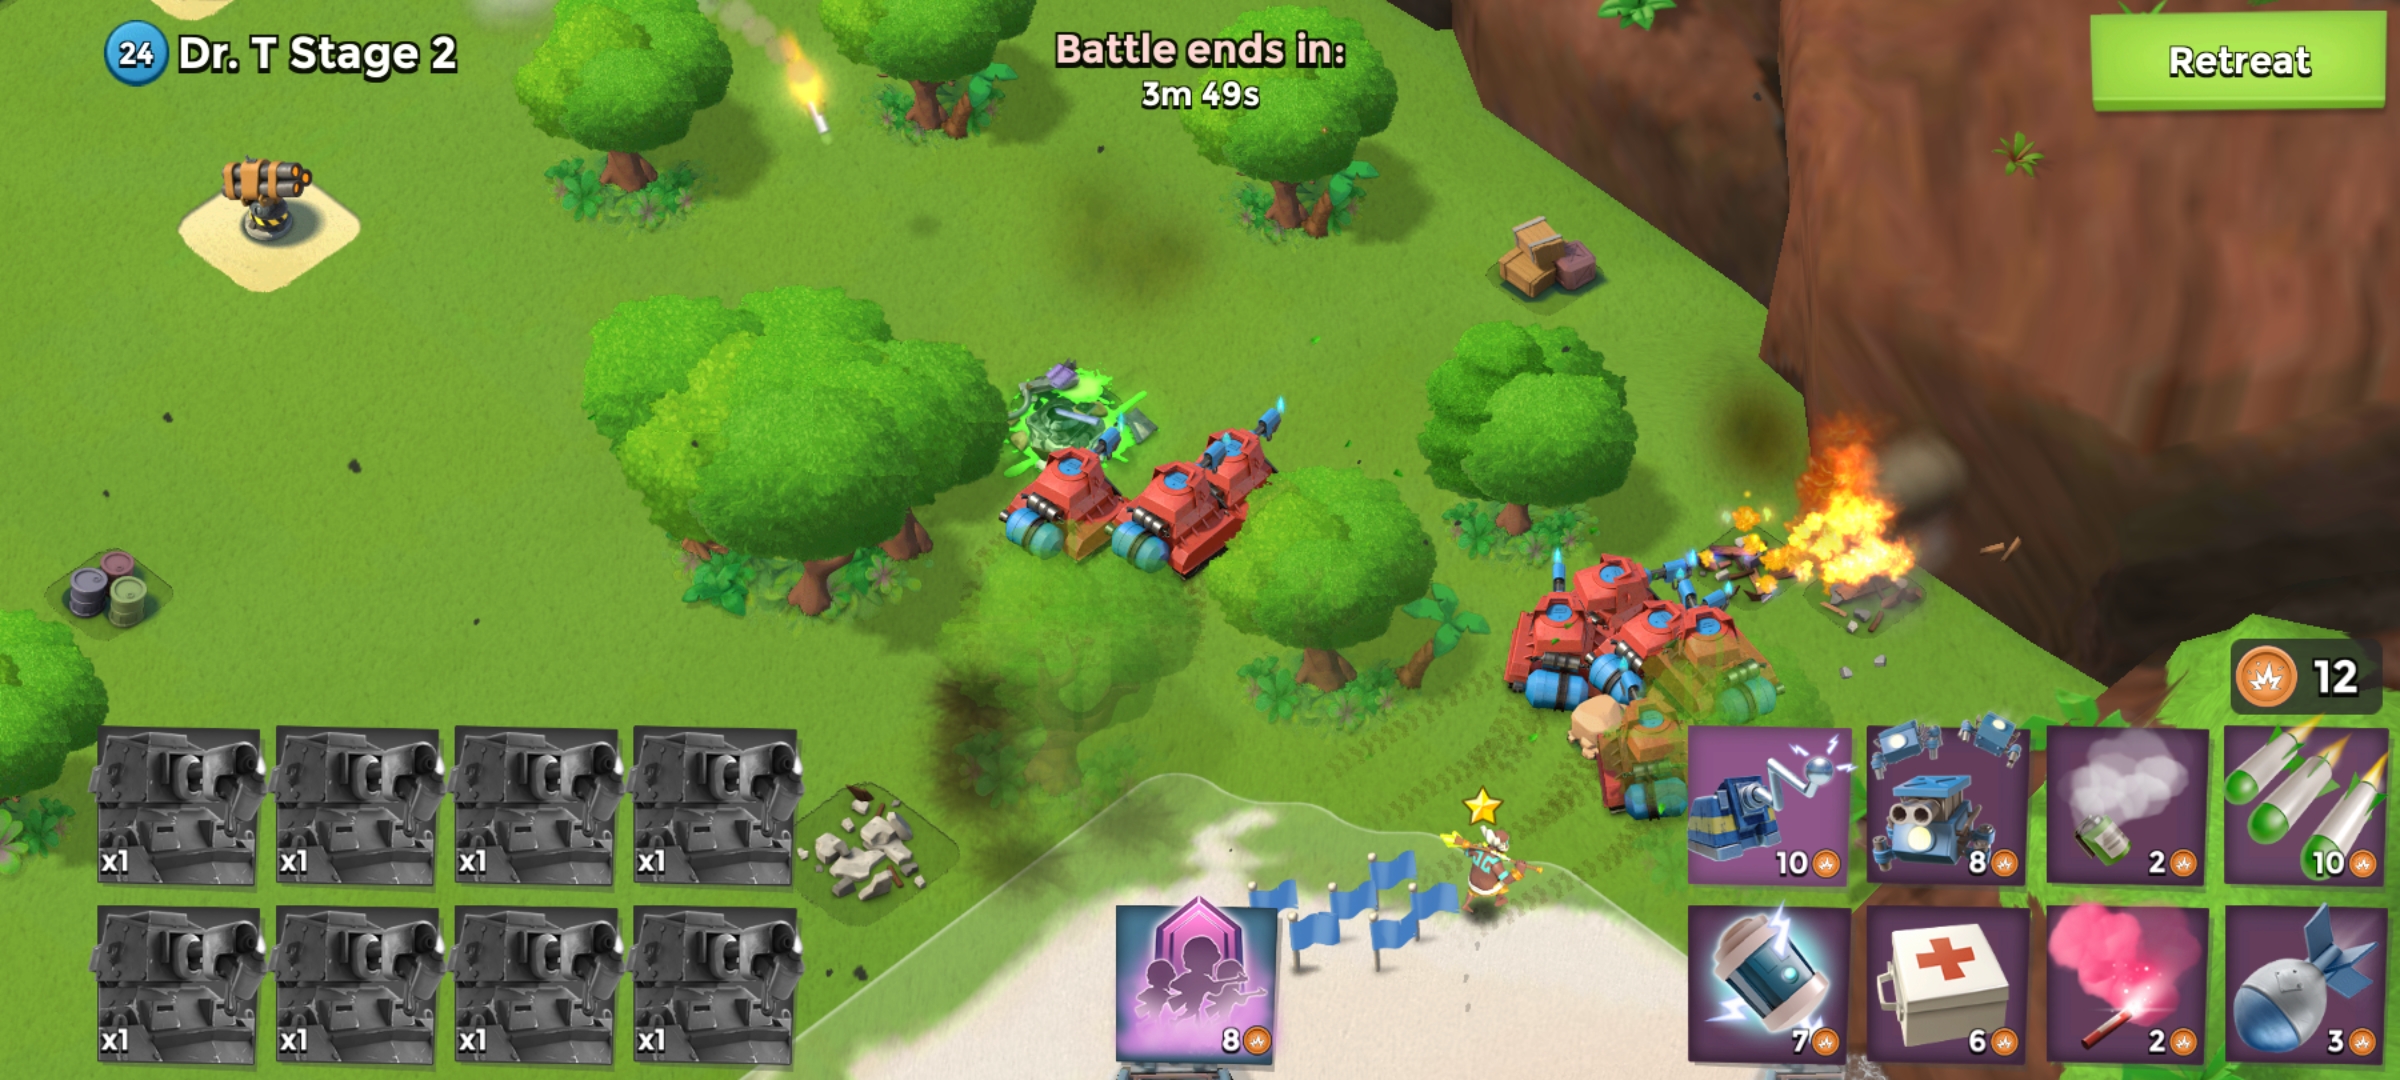 24 Dr. T Stage 2
Battle ends in:
3m 49s
Retreat
12
x1 x1 x1 x1
10 8 2 10
x1 x1 x1 x1
8
7 6 2 3